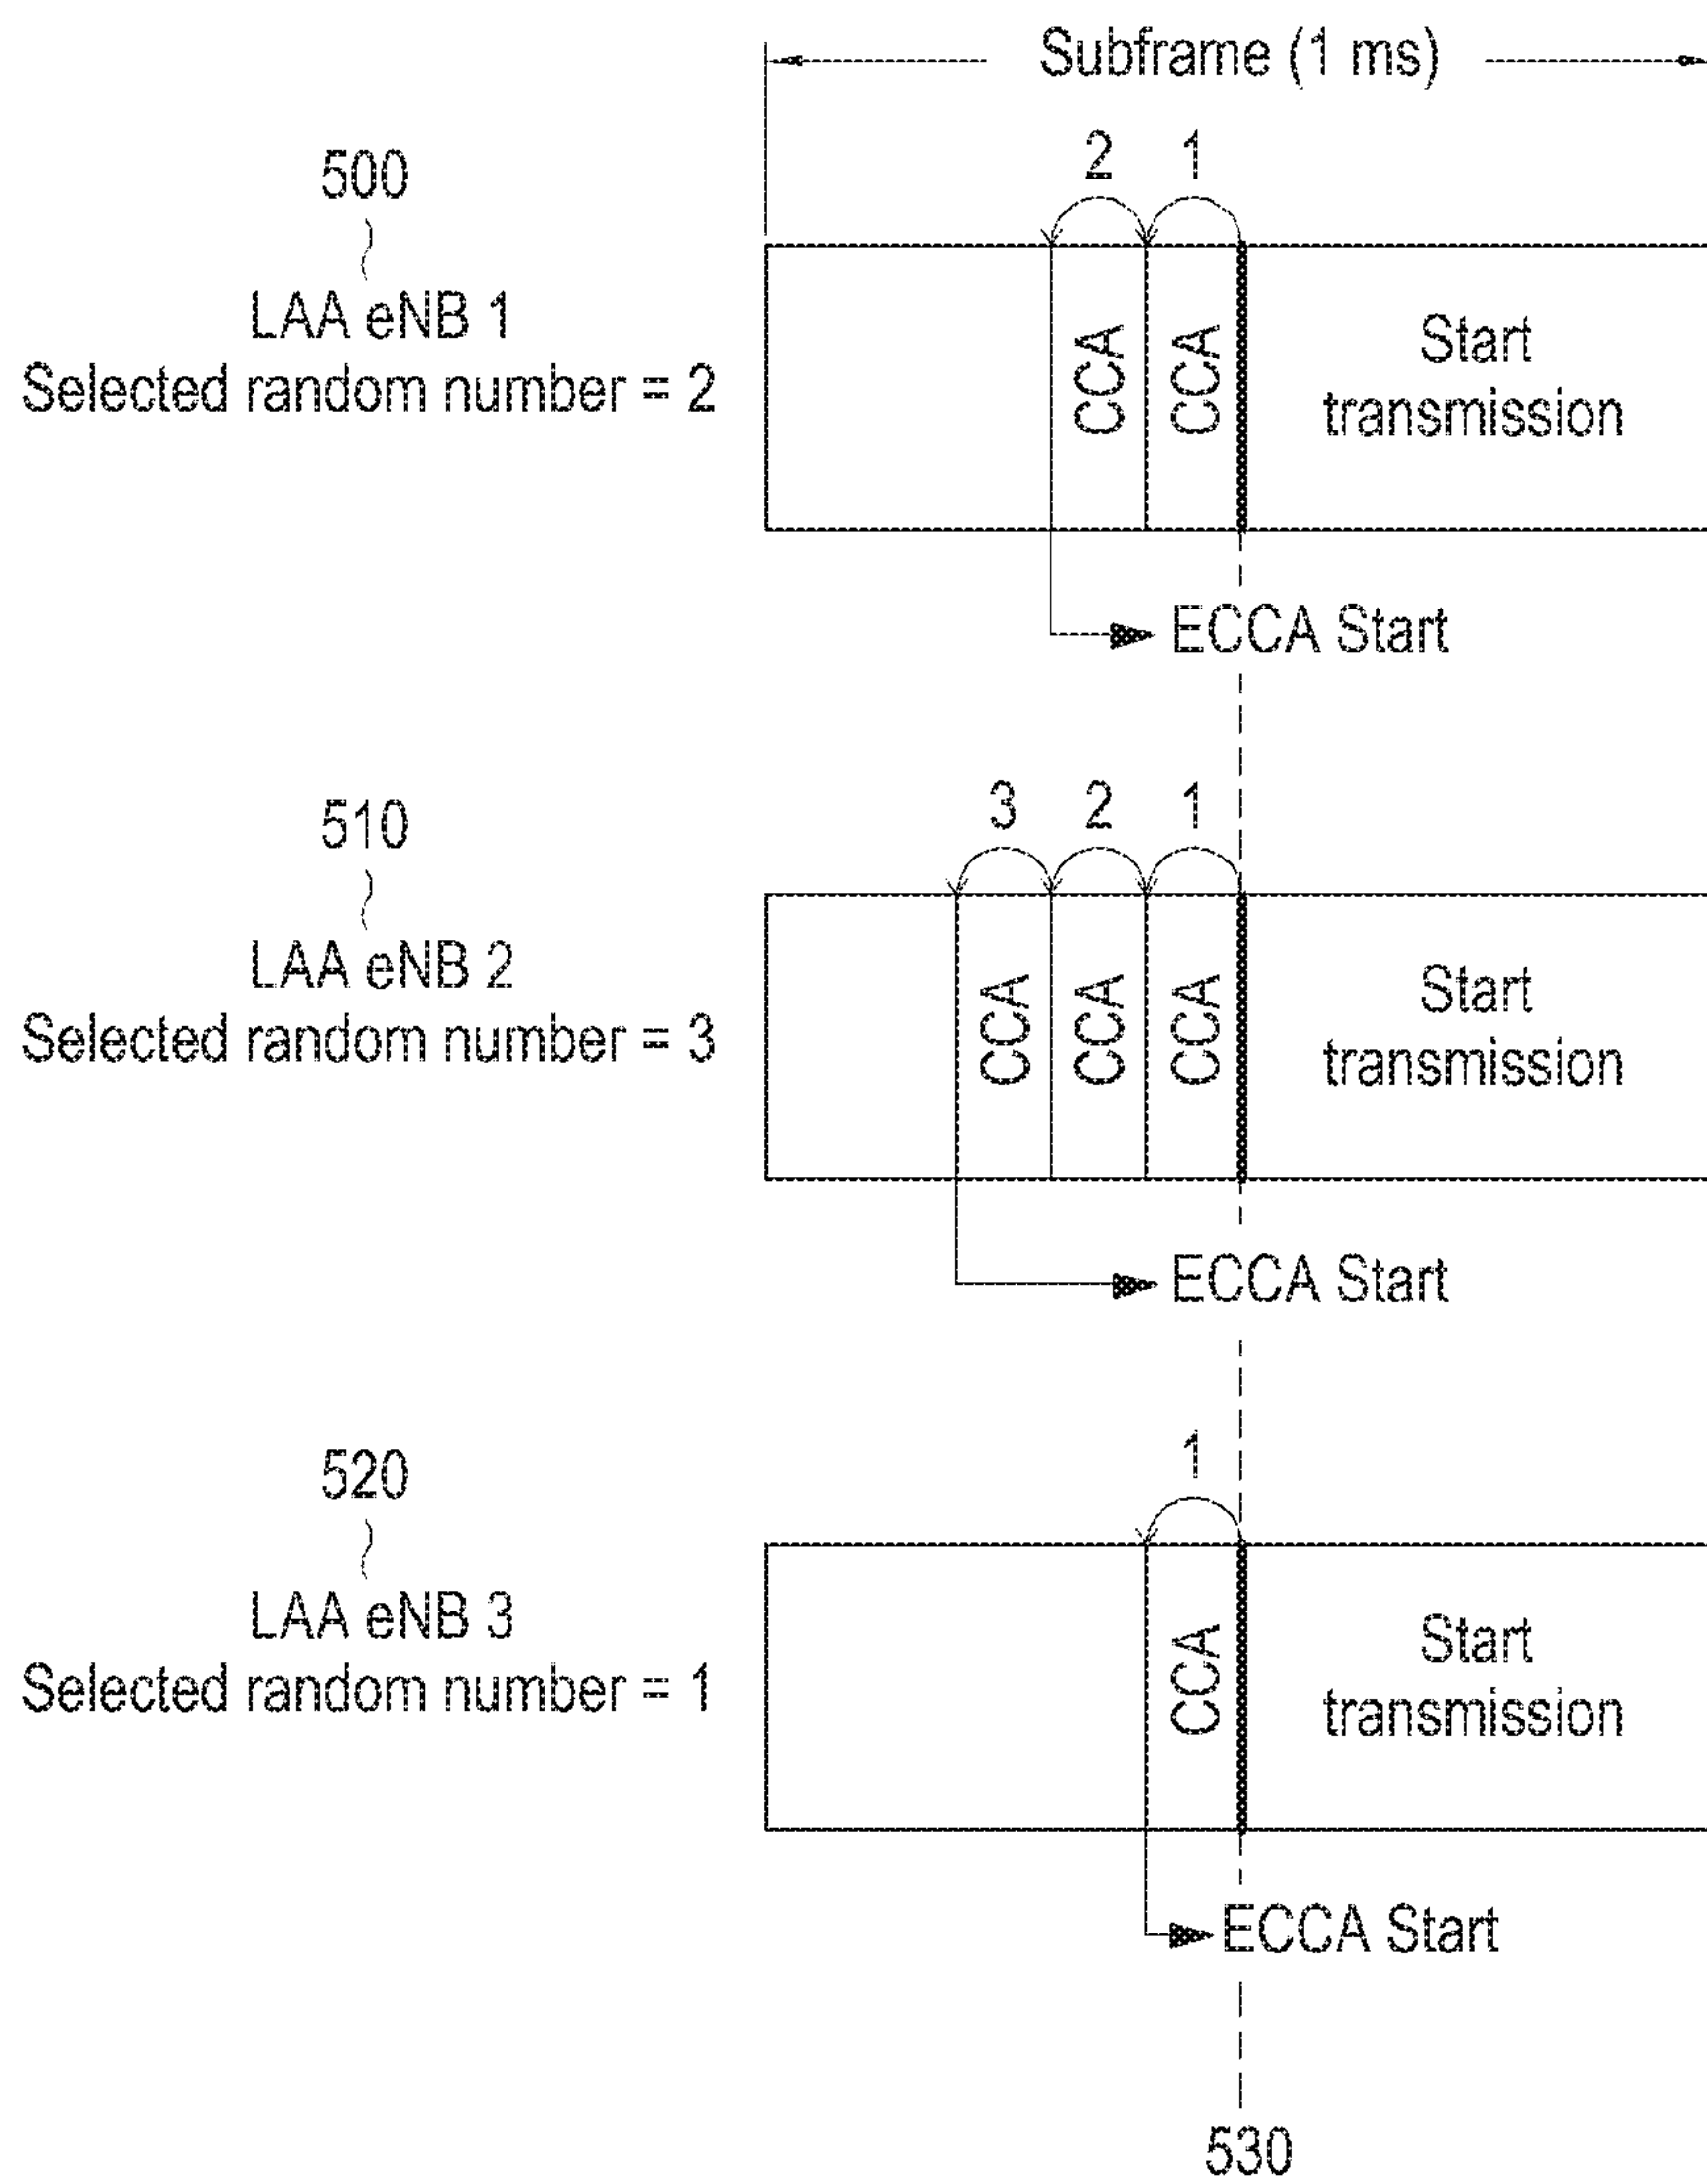 Subframe (1 ms)
2 1
500
LAA eNB 1
Selected random number = 2
CCA CCA
Start
transmission
ECCA Start
3 2 1
510
LAA eNB 2
Selected random number = 3
CCA CCA CCA
Start
transmission
ECCA Start
1
520
LAA eNB 3
Selected random number = 1
CCA
Start
transmission
ECCA Start
530